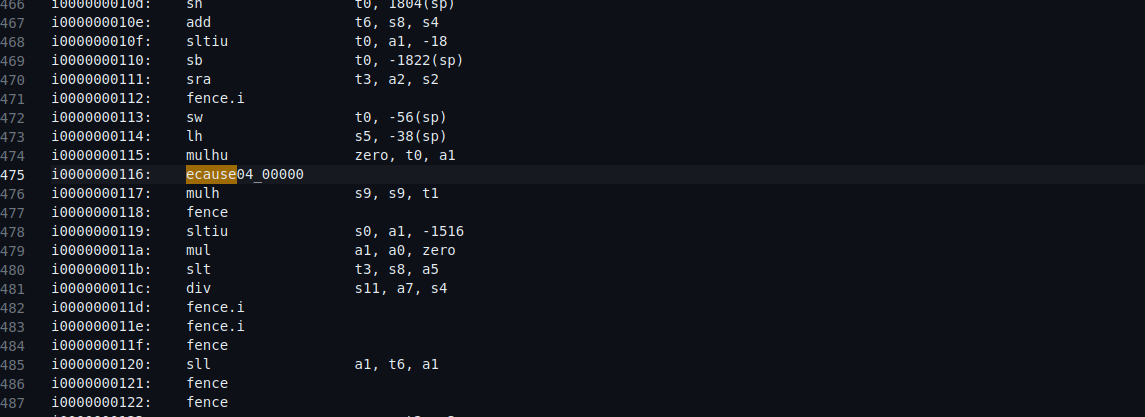 466 i000000010d: sh t0, 1804(sp)
467 i000000010e: add t6, s8, s4
468 i000000010f: sltiu t0, a1, -18
469 i0000000110: sb t0, -1822(sp)
470 i0000000111: sra t3, a2, s2
471 i0000000112: fence.i
472 i0000000113: sw t0, -56(sp)
473 i0000000114: lh s5, -38(sp)
474 i0000000115: mulhu zero, t0, a1
475 i0000000116: ecause04_00000
476 i0000000117: mulh s9, s9, t1
477 i0000000118: fence
478 i0000000119: sltiu s0, a1, -1516
479 i000000011a: mul a1, a0, zero
480 i000000011b: slt t3, s8, a5
481 i000000011c: div s11, a7, s4
482 i000000011d: fence.i
483 i000000011e: fence.i
484 i000000011f: fence
485 i0000000120: sll a1, t6, a1
486 i0000000121: fence
487 i0000000122: fence